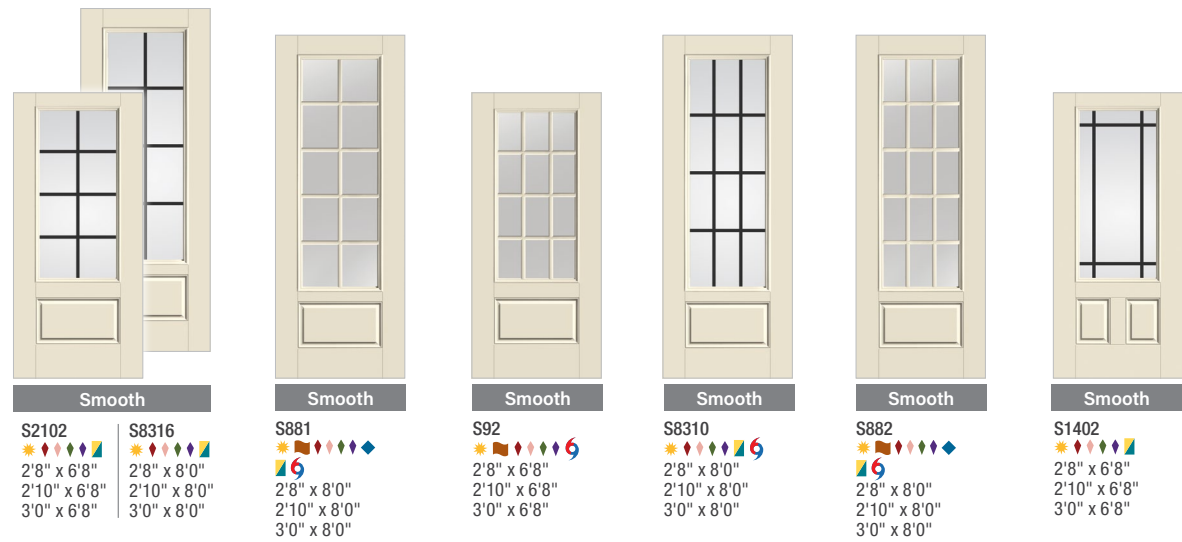 Smooth
S2102
2'8" x 6'8"
2'10" x 6'8"
3'0" x 6'8"
S8316
2'8" x 8'0"
2'10" x 8'0"
3'0" x 8'0"
Smooth
S881
2'8" x 8'0"
2'10" x 8'0"
3'0" x 8'0"
Smooth
S92
2'8" x 6'8"
2'10" x 6'8"
3'0" x 6'8"
Smooth
S8310
2'8" x 8'0"
2'10" x 8'0"
3'0" x 8'0"
Smooth
S882
2'8" x 8'0"
2'10" x 8'0"
3'0" x 8'0"
Smooth
S1402
2'8" x 6'8"
2'10" x 6'8"
3'0" x 6'8"